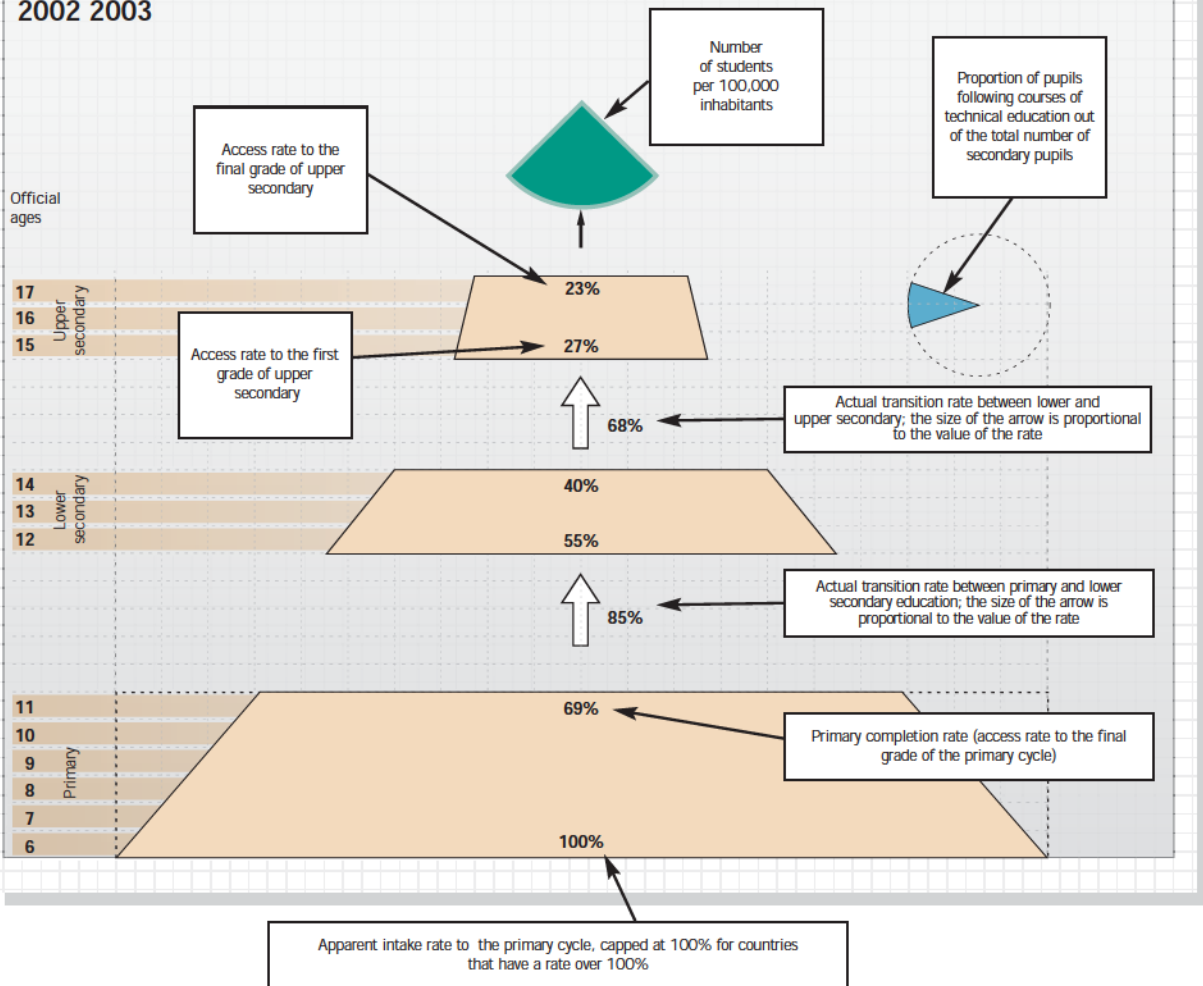 2002 2003
Number
of students
per 100,000
inhabitants
Proportion of pupils
following courses of
technical education out
of the total number of
secondary pupils
Access rate to the
final grade of upper
secondary
Official
ages
17
16
15
Upper
secondary
23%
27%
Access rate to the first
grade of upper
secondary
68%
Actual transition rate between lower and
upper secondary; the size of the arrow is proportional
to the value of the rate
14
13
12
Lower
secondary
40%
55%
85%
Actual transition rate between primary and lower
secondary education; the size of the arrow is
proportional to the value of the rate
11
10
9
8
7
6
Primary
69%
Primary completion rate (access rate to the final
grade of the primary cycle)
100%
Apparent intake rate to the primary cycle, capped at 100% for countries
that have a rate over 100%